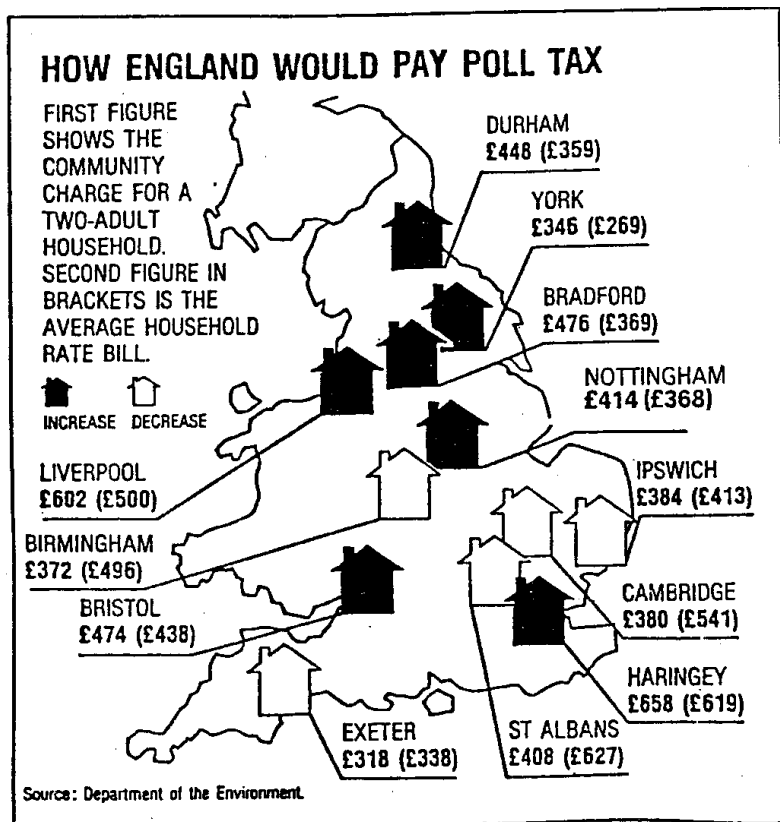 HOW ENGLAND WOULD PAY POLL TAX
FIRST FIGURE
SHOWS THE
COMMUNITY
CHARGE FOR A
TWO-ADULT
HOUSEHOLD.
SECOND FIGURE IN
BRACKETS IS THE
AVERAGE HOUSEHOLD
RATE BILL.
INCREASE DECREASE
DURHAM
£448 (£359)
YORK
£346 (£269)
BRADFORD
£476 (£369)
NOTTINGHAM
£414 (£368)
LIVERPOOL
£602 (£500)
IPSWICH
£384 (£413)
BIRMINGHAM
£372 (£496)
BRISTOL
£474 (£438)
CAMBRIDGE
£380 (£541)
HARINGEY
£658 (£619)
EXETER
£318 (£338)
ST ALBANS
£408 (£627)
Source: Department of the Environment.